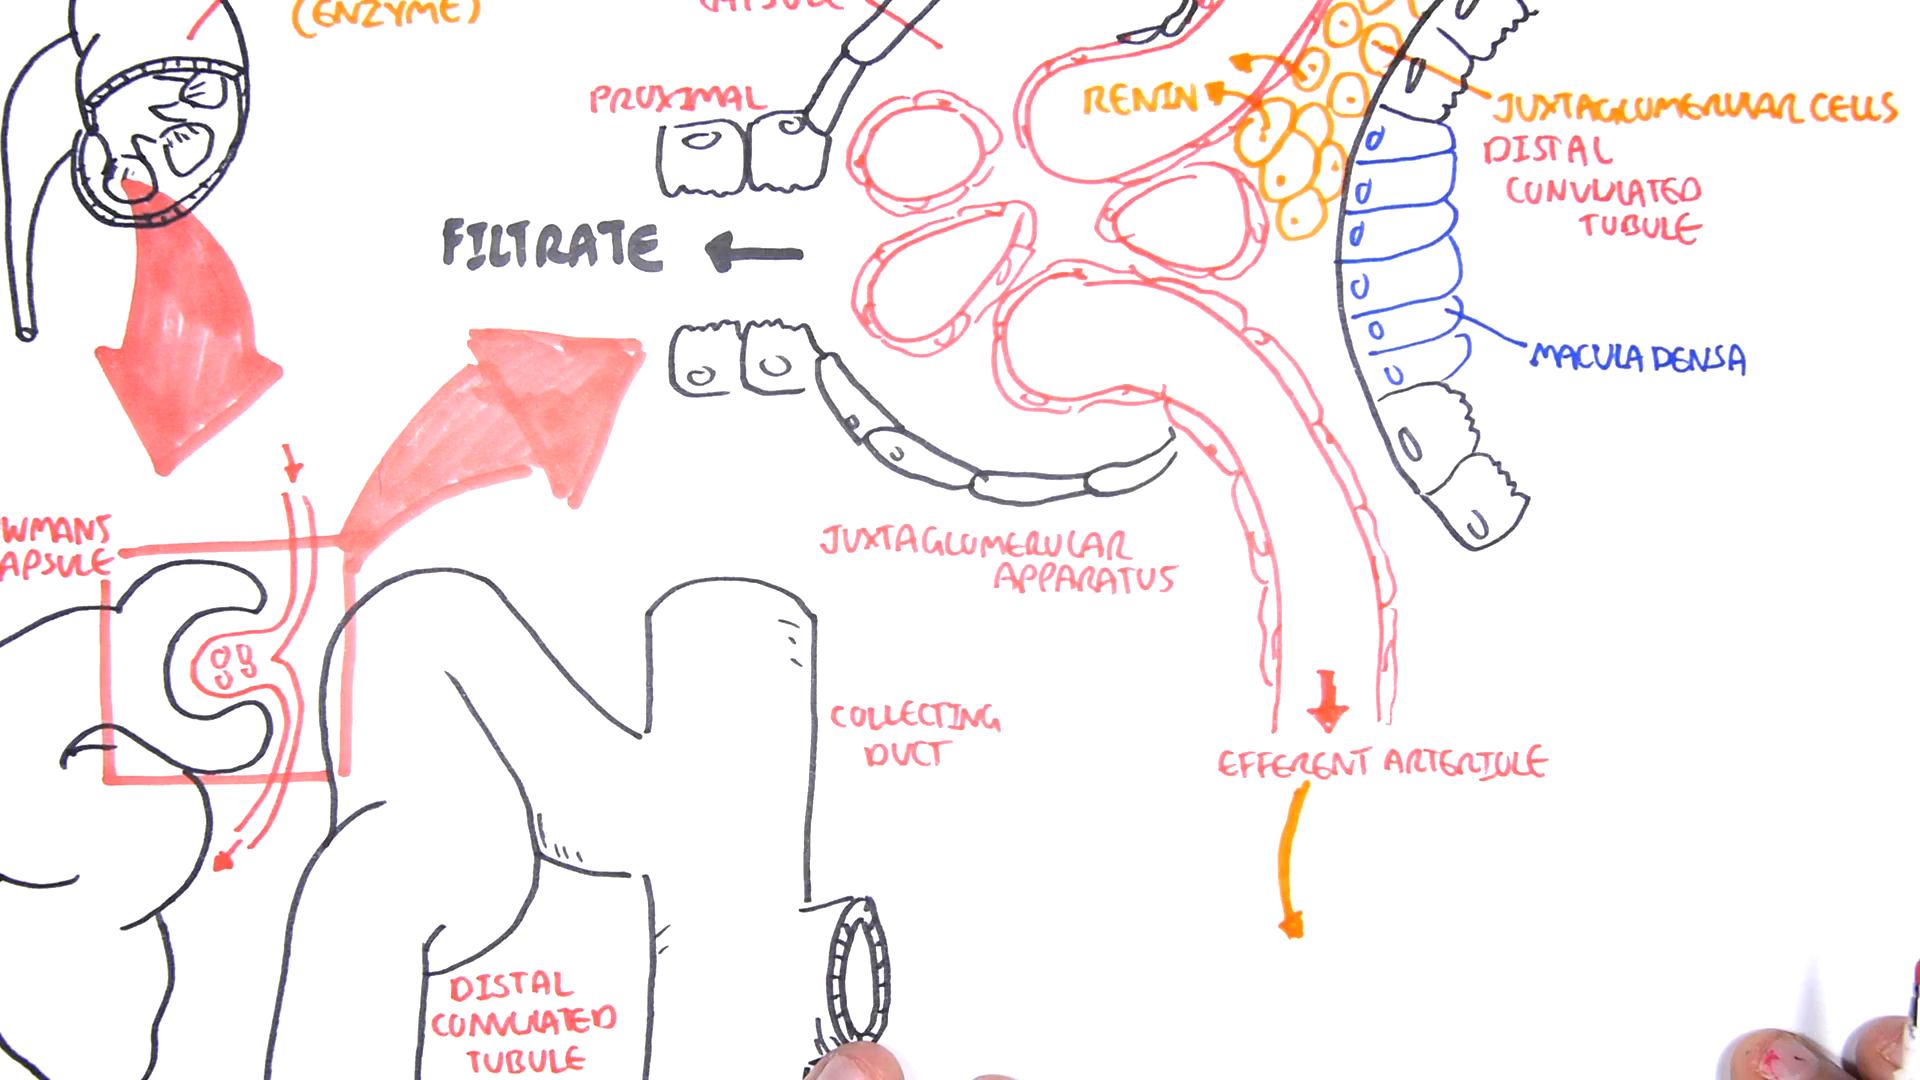 (ENZYME)
PROXIMAL
RENIN
JUXTAGLOMERULAR CELLS
DISTAL
CONVULATED
TUBULE
FILTRATE
MACULA DENSA
WMANS
APSULE
JUXTAGLOMERULAR
APPARATUS
COLLECTING
DUCT
EFFERENT ARTERIOLE
DISTAL
CONVULATED
TUBULE